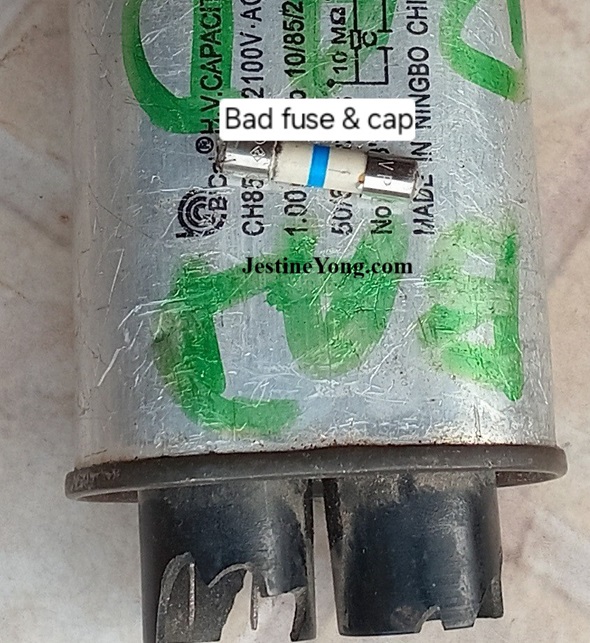 Bad fuse & cap
JestineYong.com
H.V.CAPACIT
CH85 2100V·AC
1.00 10/85/2
10 MΩ
C
50/
No
MADE IN NINGBO CHI